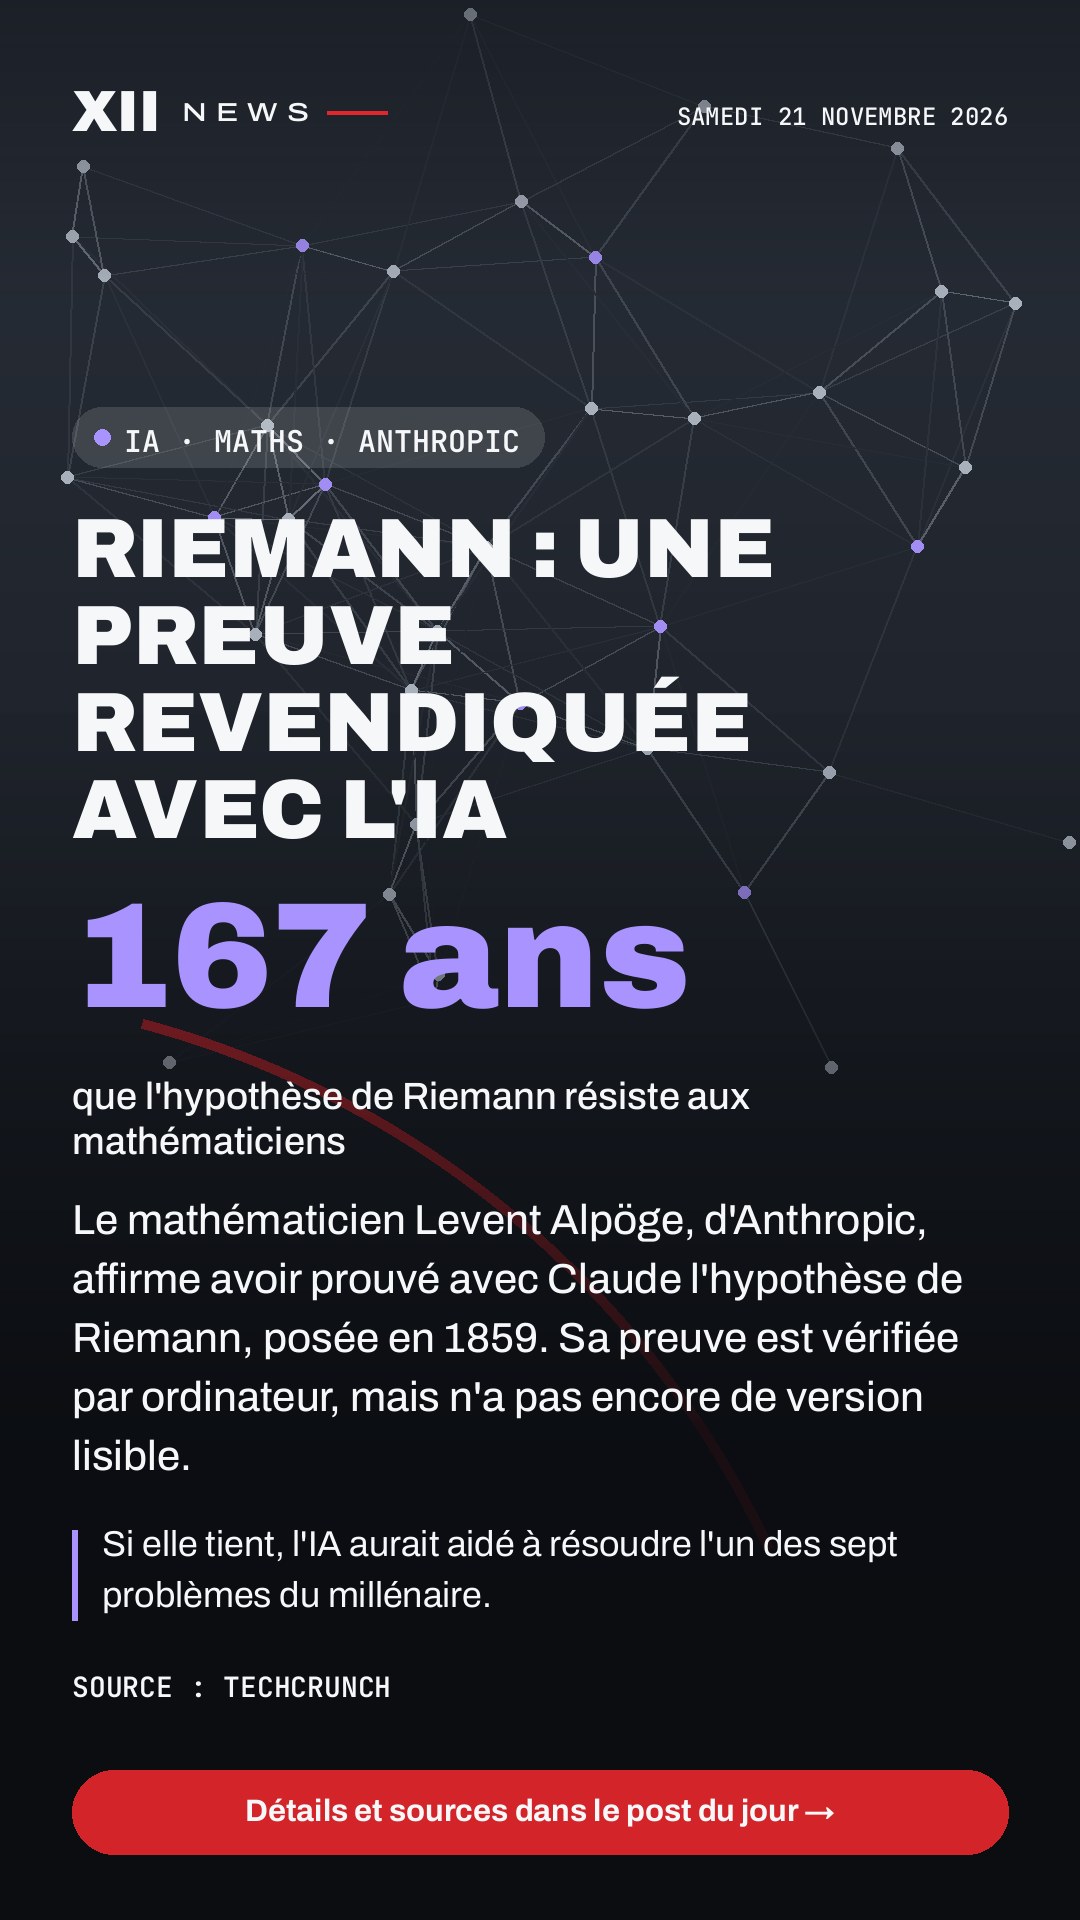 XII NEWS
SAMEDI 21 NOVEMBRE 2026
IA · MATHS · ANTHROPIC
RIEMANN : UNE
PREUVE
REVENDIQUÉE
AVEC L'IA
167 ans
que l'hypothèse de Riemann résiste aux
mathématiciens
Le mathématicien Levent Alpöge, d'Anthropic,
affirme avoir prouvé avec Claude l'hypothèse de
Riemann, posée en 1859. Sa preuve est vérifiée
par ordinateur, mais n'a pas encore de version
lisible.
Si elle tient, l'IA aurait aidé à résoudre l'un des sept
problèmes du millénaire.
SOURCE : TECHCRUNCH
Détails et sources dans le post du jour →